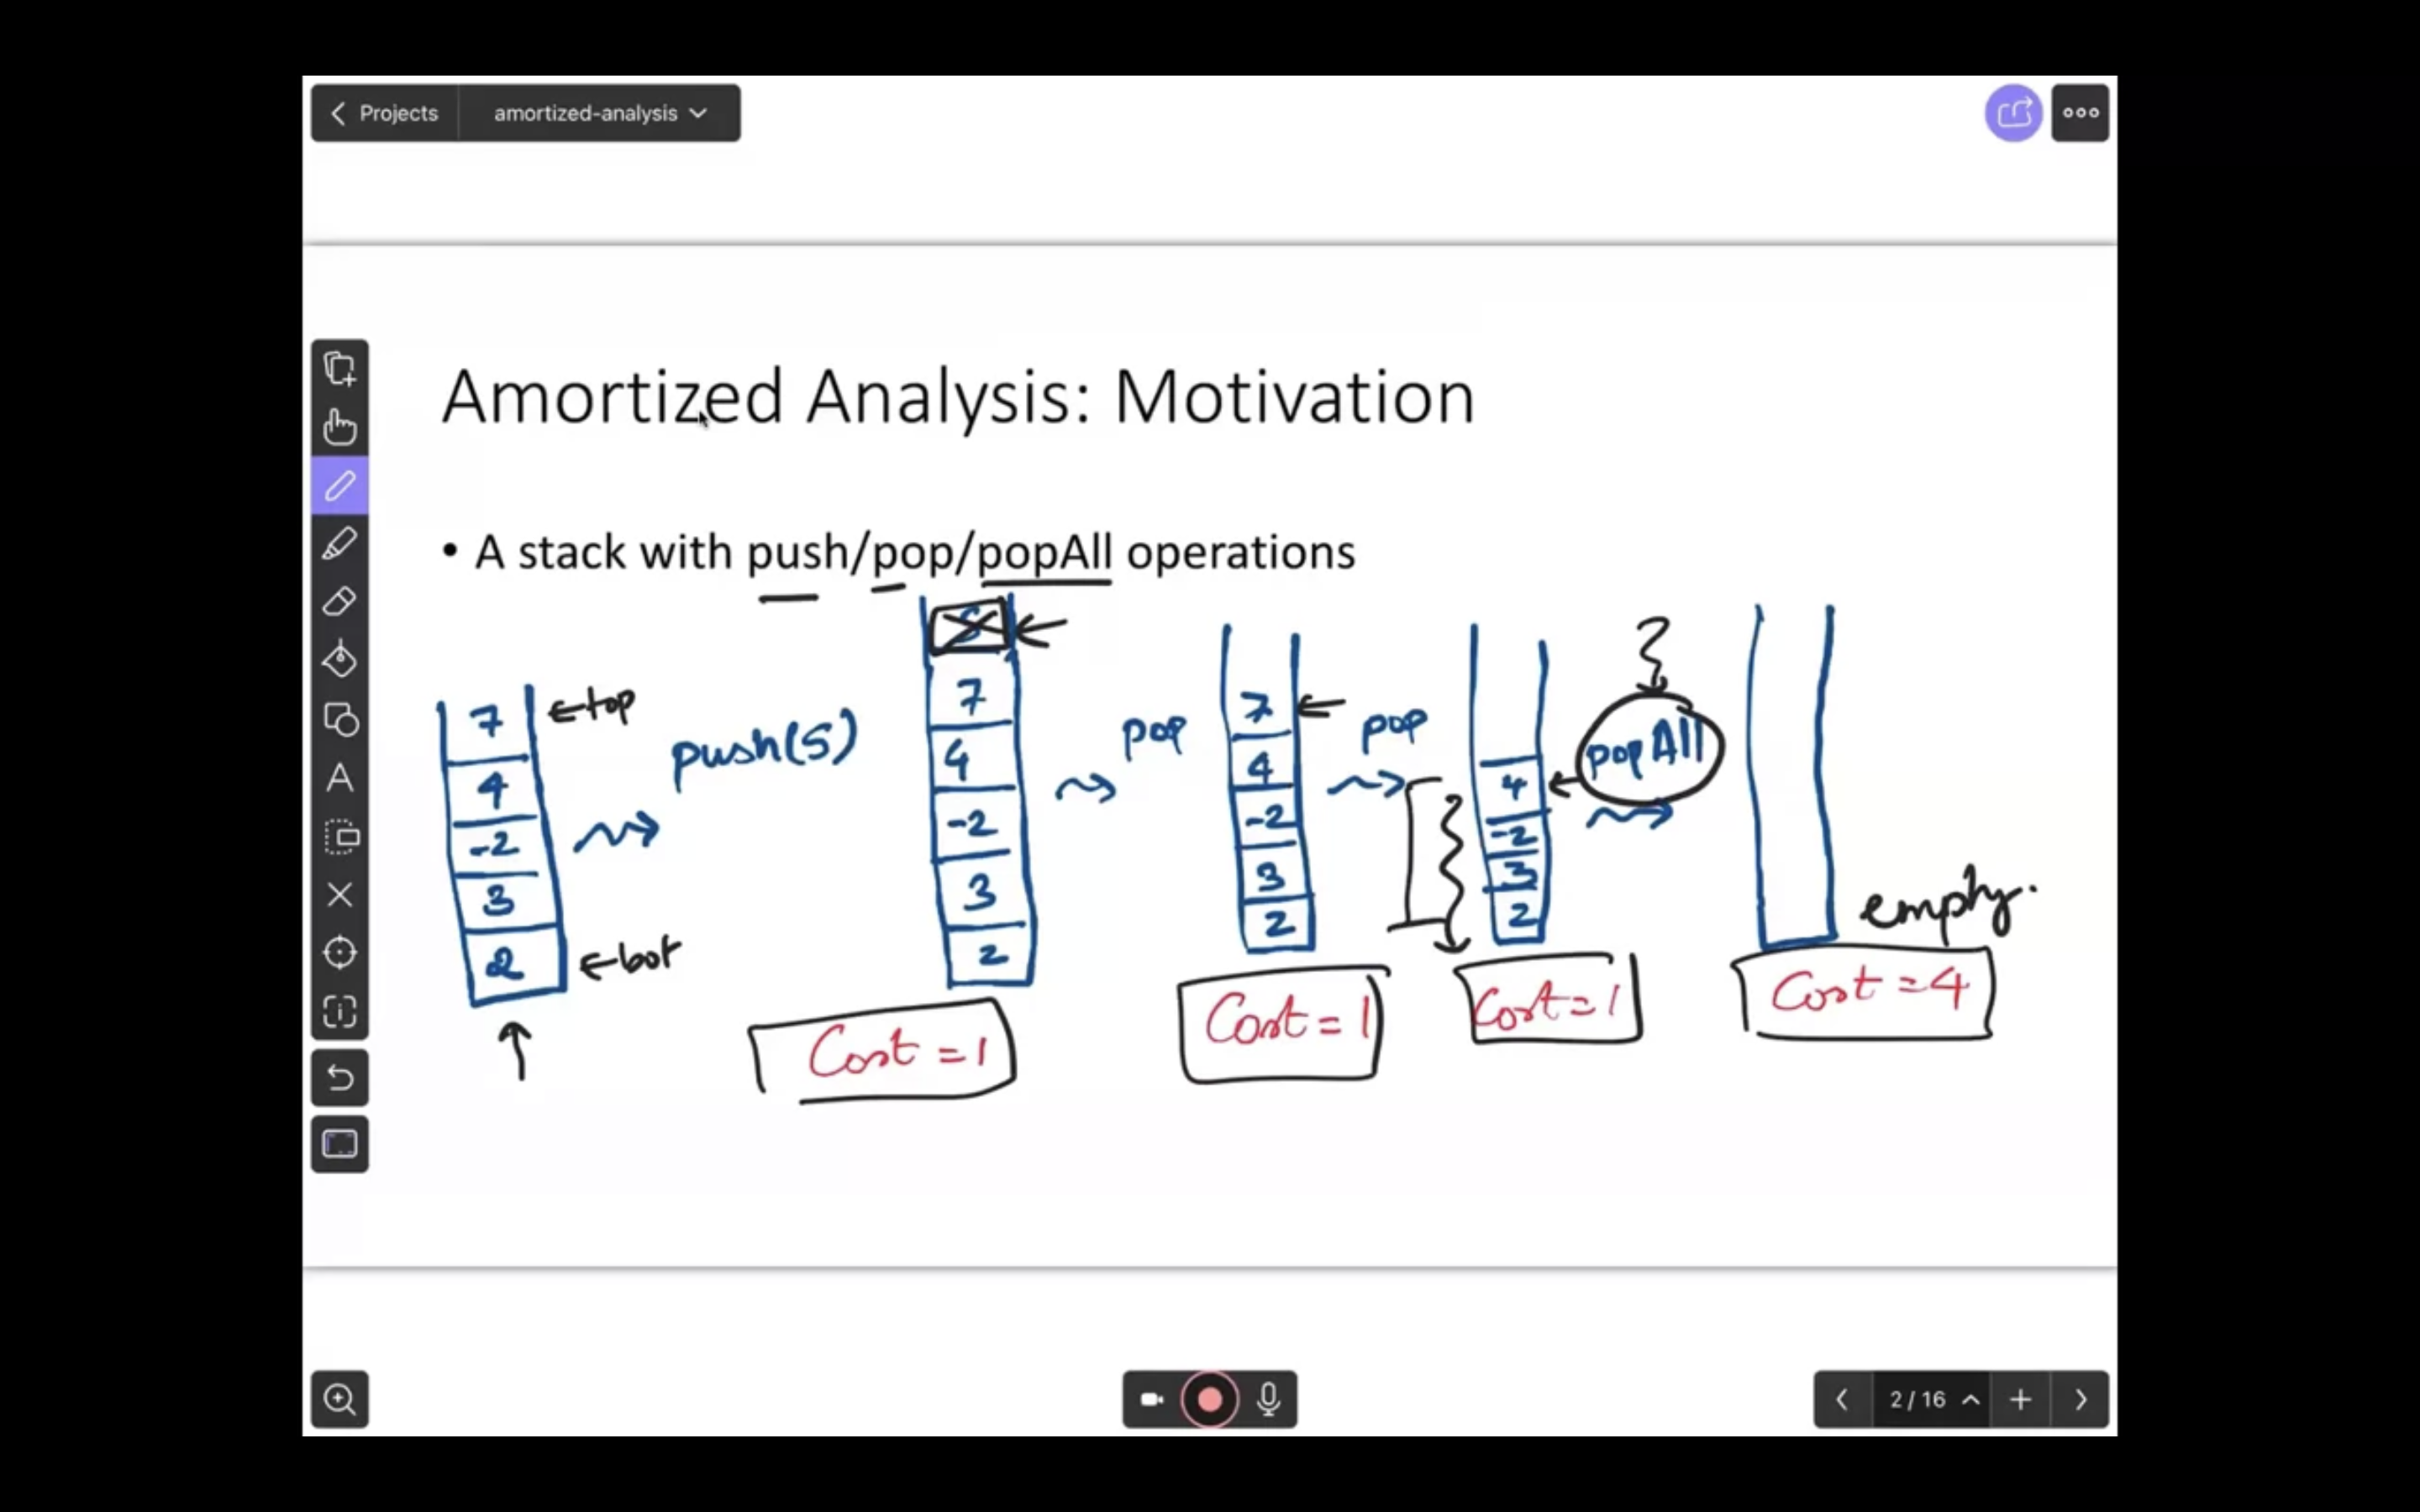 Projects amortized-analysis
Amortized Analysis: Motivation
• A stack with push/pop/popAll operations
7 ←top
4
-2
3
2 ←bot
push(5)
5
7
4
-2
3
2
Cost = 1
pop
7
4
-2
3
2
Cost = 1
pop
4
-2
3
2
Cost = 1
popAll
empty.
Cost = 4
2 / 16